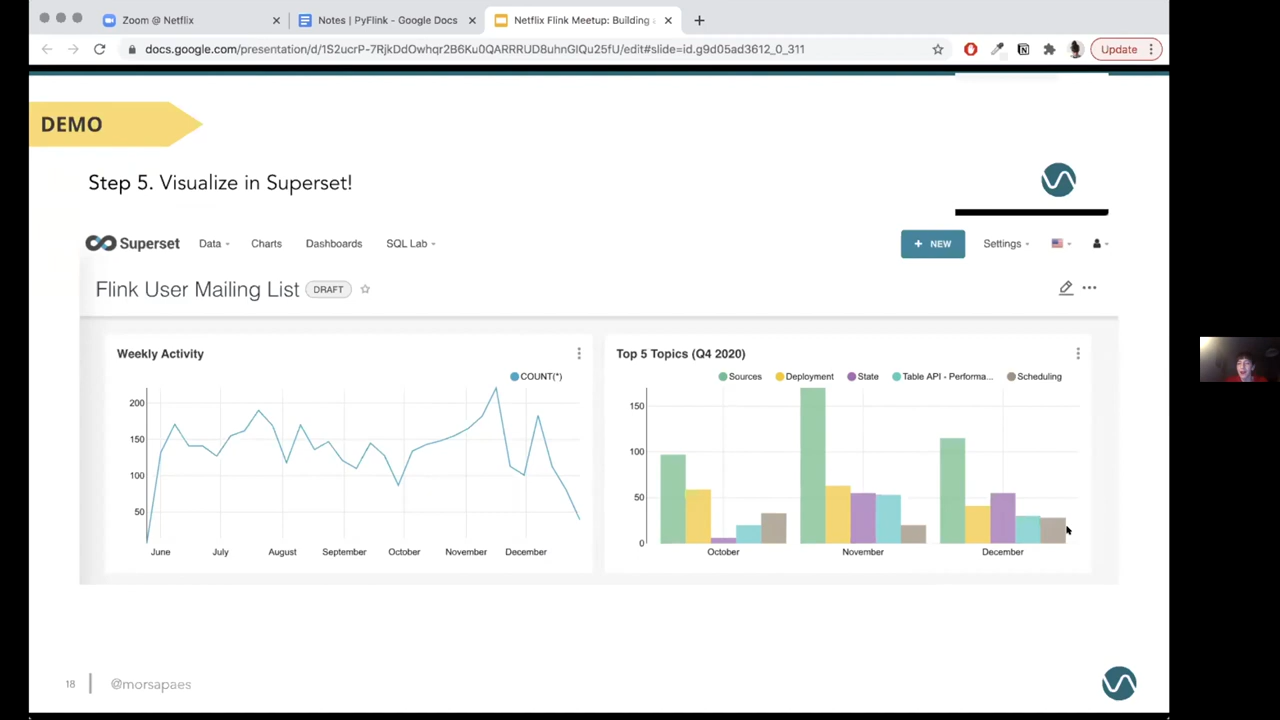 Zoom @ Netflix
Notes | PyFlink - Google Docs
Netflix Flink Meetup: Building
docs.google.com/presentation/d/1S2ucrP-7RjkDdOwhqr2B6Ku0QARRRUD8uhnGlQu25fU/edit#slide=id.g9d05ad3612_0_311
Update
DEMO
Step 5. Visualize in Superset!
Superset Data Charts Dashboards SQL Lab + NEW Settings
Flink User Mailing List DRAFT
Weekly Activity
COUNT(*)
200
150
100
50
June July August September October November December
Top 5 Topics (Q4 2020)
Sources Deployment State Table API - Performa... Scheduling
150
100
50
0
October November December
18 | @morsapaes